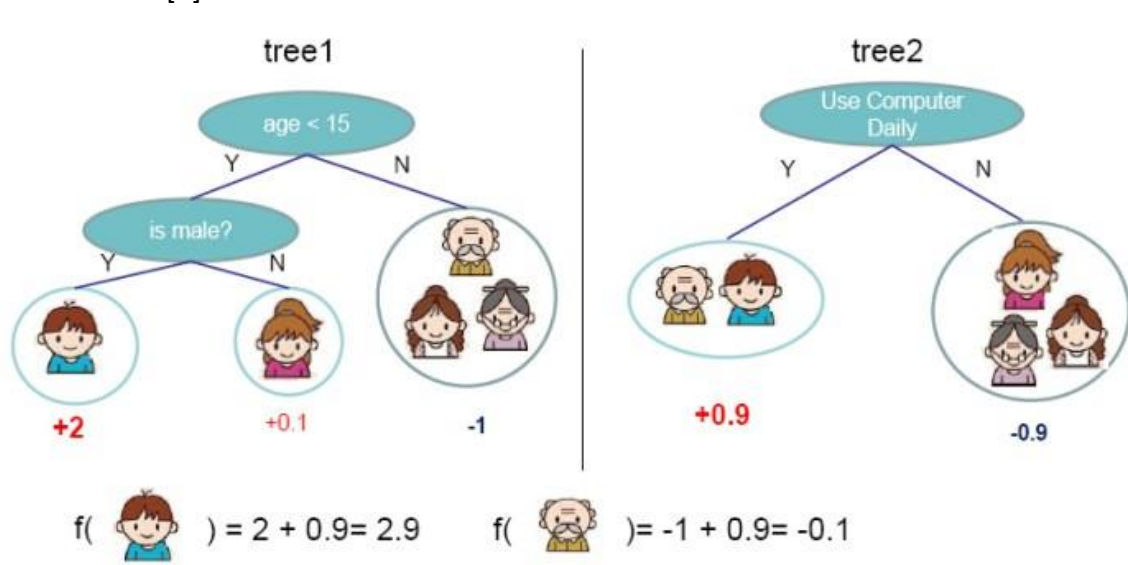 tree1
age < 15
Y
N
is male?
Y
N
+2
+0.1
-1
tree2
Use Computer
Daily
Y
N
+0.9
-0.9
f( ) = 2 + 0.9= 2.9
f( )= -1 + 0.9= -0.1